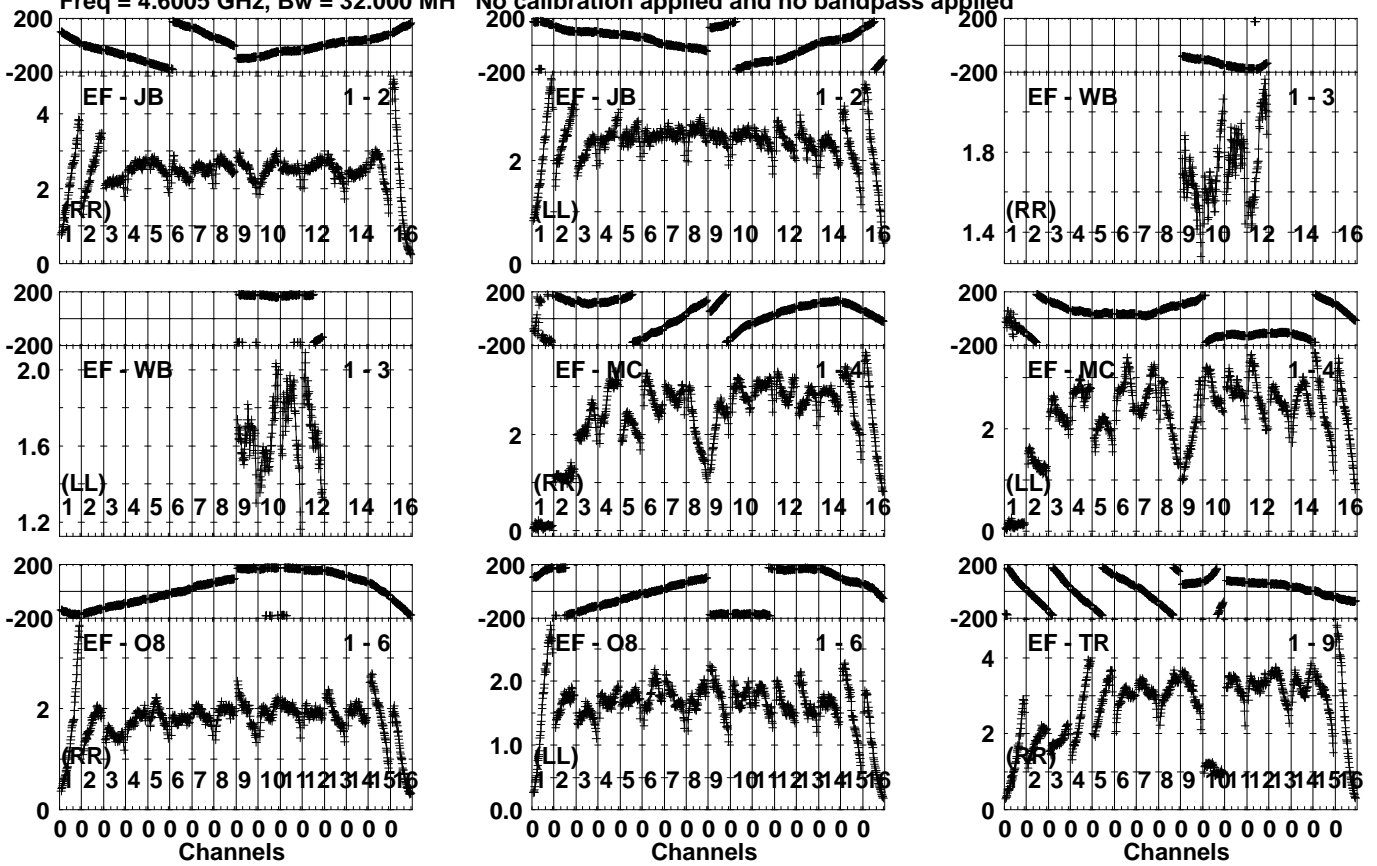 Freq = 4.6005 GHz, Bw = 32.000 MH No calibration applied and no bandpass applied
200
-200
EF - JB 1 - 2
4
2
0
(RR)
1 2 3 4 5 6 7 8 9 10 12 14 16
EF - JB 1 - 2
2
0
(LL)
1 2 3 4 5 6 7 8 9 10 12 14 16
200
-200
EF - WB 1 - 3
1.8
1.4
(RR)
1 2 3 4 5 6 7 8 9 10 12 14 16
200
-200
EF - WB 1 - 3
2.0
1.6
1.2
(LL)
1 2 3 4 5 6 7 8 9 10 12 14 16
200
-200
EF - MC 1 - 4
2
0
(RR)
1 2 3 4 5 6 7 8 9 10 12 14 16
200
-200
EF - MC 1 - 4
2
0
(LL)
1 2 3 4 5 6 7 8 9 10 12 14 16
200
-200
EF - O8 1 - 6
2
0
(RR)
2 3 4 5 6 7 8 9 10 11 12 13 14 15 16
0 0 0 0 0 0 0 0 0 0 0 0 0 0 0 0
Channels
200
-200
EF - O8 1 - 6
2.0
1.0
0.0
(LL)
1 2 3 4 5 6 7 8 9 10 11 12 13 14 15 16
0 0 0 0 0 0 0 0 0 0 0 0 0 0 0 0
Channels
200
-200
EF - TR 1 - 9
4
2
0
(RR)
2 3 4 5 6 7 8 9 10 11 12 13 14 15 16
0 0 0 0 0 0 0 0 0 0 0 0 0 0 0 0
Channels